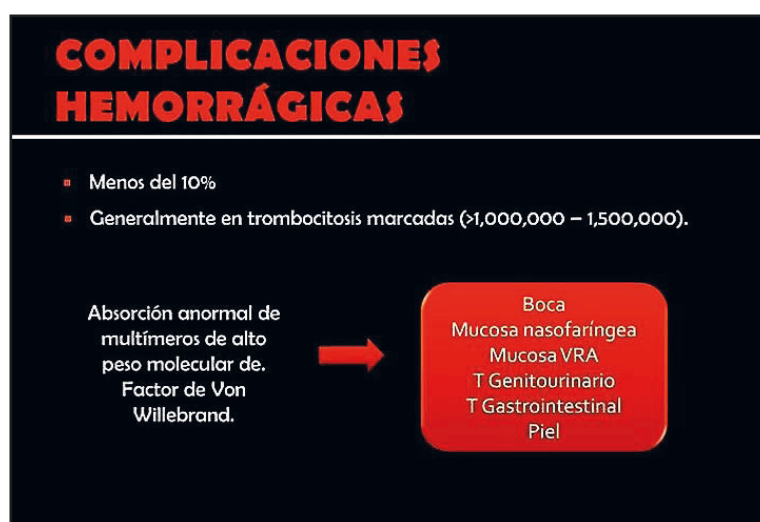 COMPLICACIONES
HEMORRÁGICAS
Menos del 10%
Generalmente en trombocitosis marcadas (>1,000,000 – 1,500,000).
Absorción anormal de
multímeros de alto
peso molecular de.
Factor de Von
Willebrand.
Boca
Mucosa nasofaríngea
Mucosa VRA
T Genitourinario
T Gastrointestinal
Piel